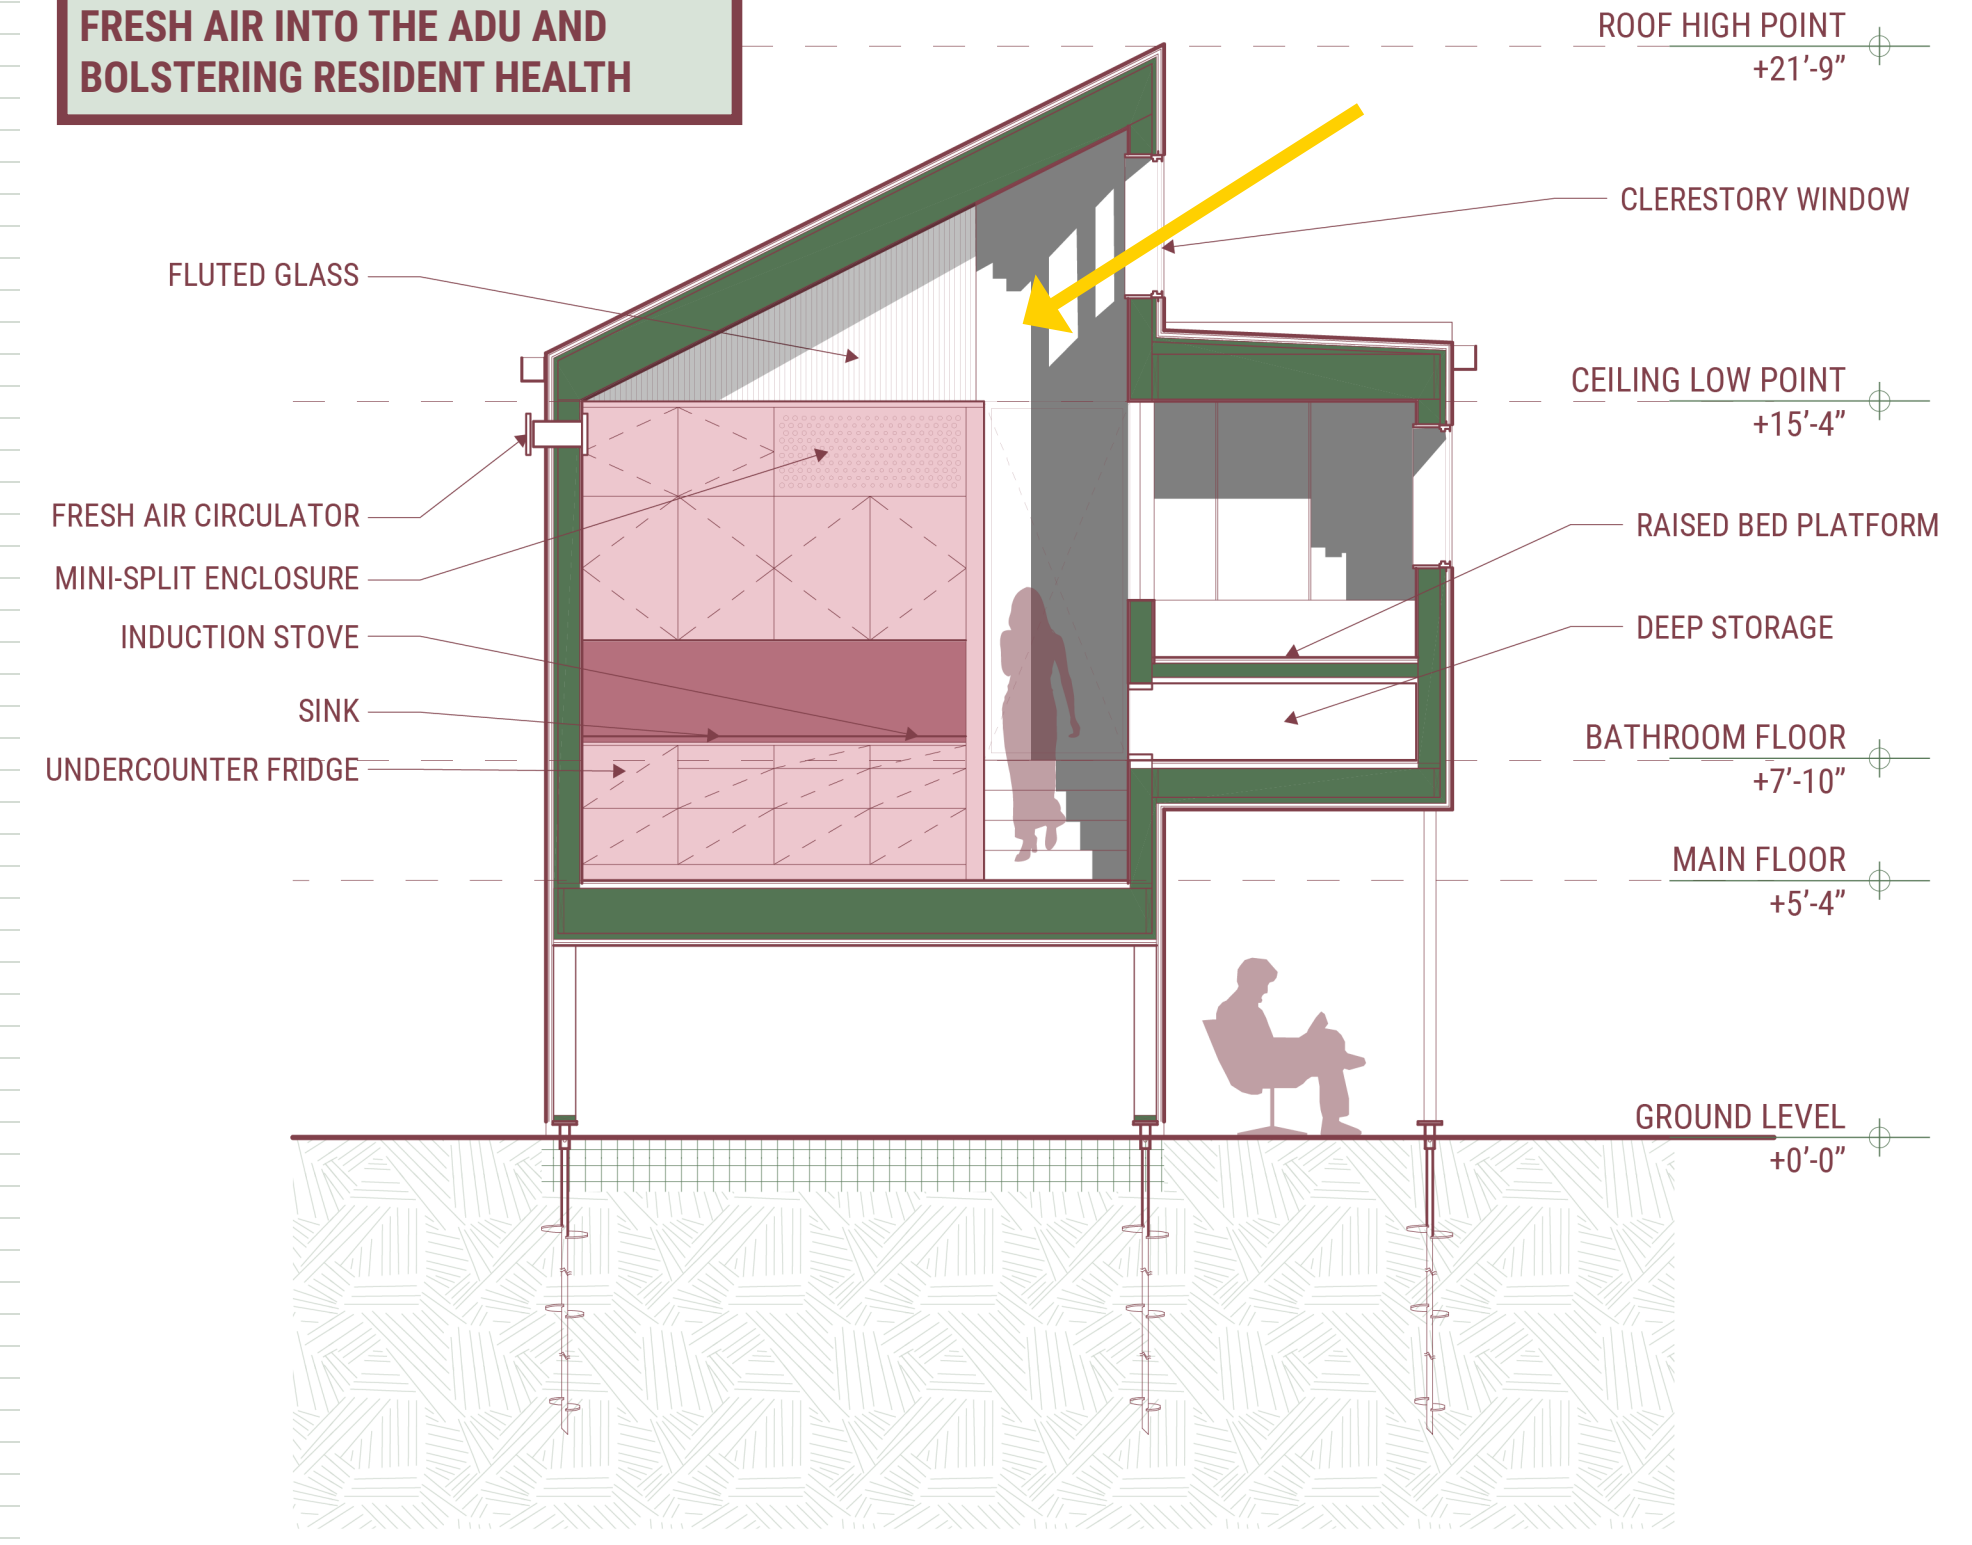 FRESH AIR INTO THE ADU AND
BOLSTERING RESIDENT HEALTH
ROOF HIGH POINT
+21’-9”
CLERESTORY WINDOW
FLUTED GLASS
CEILING LOW POINT
+15’-4”
FRESH AIR CIRCULATOR
RAISED BED PLATFORM
MINI-SPLIT ENCLOSURE
INDUCTION STOVE
DEEP STORAGE
SINK
BATHROOM FLOOR
+7’-10”
UNDERCOUNTER FRIDGE
MAIN FLOOR
+5’-4”
GROUND LEVEL
+0’-0”